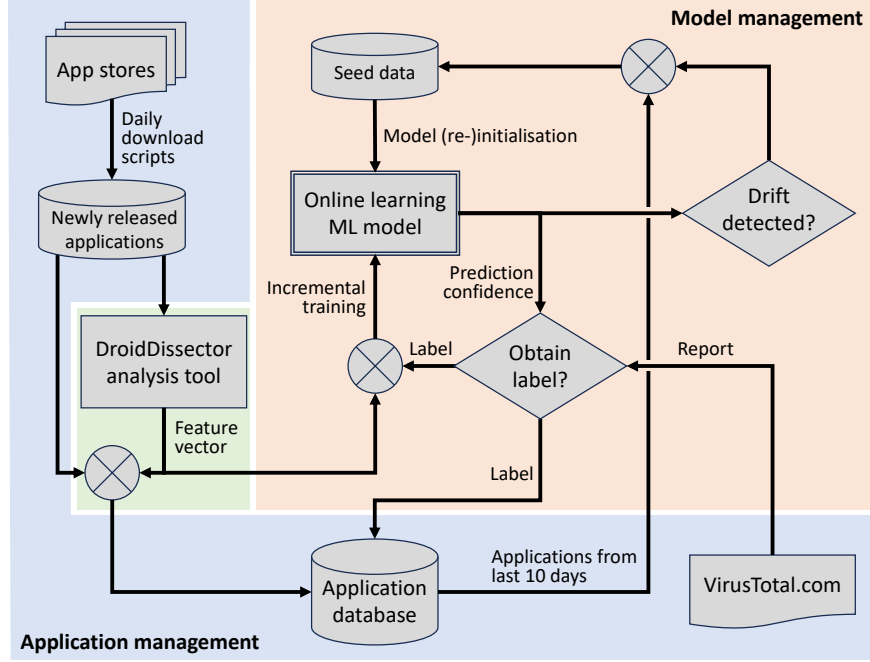 Model management
App stores
Seed data
Daily
download
scripts
Model (re-)initialisation
Newly released
applications
Online learning
ML model
Drift
detected?
Incremental
training
Prediction
confidence
DroidDissector
analysis tool
Label
Obtain
label?
Report
Feature
vector
Label
Applications from
last 10 days
Application
database
VirusTotal.com
Application management